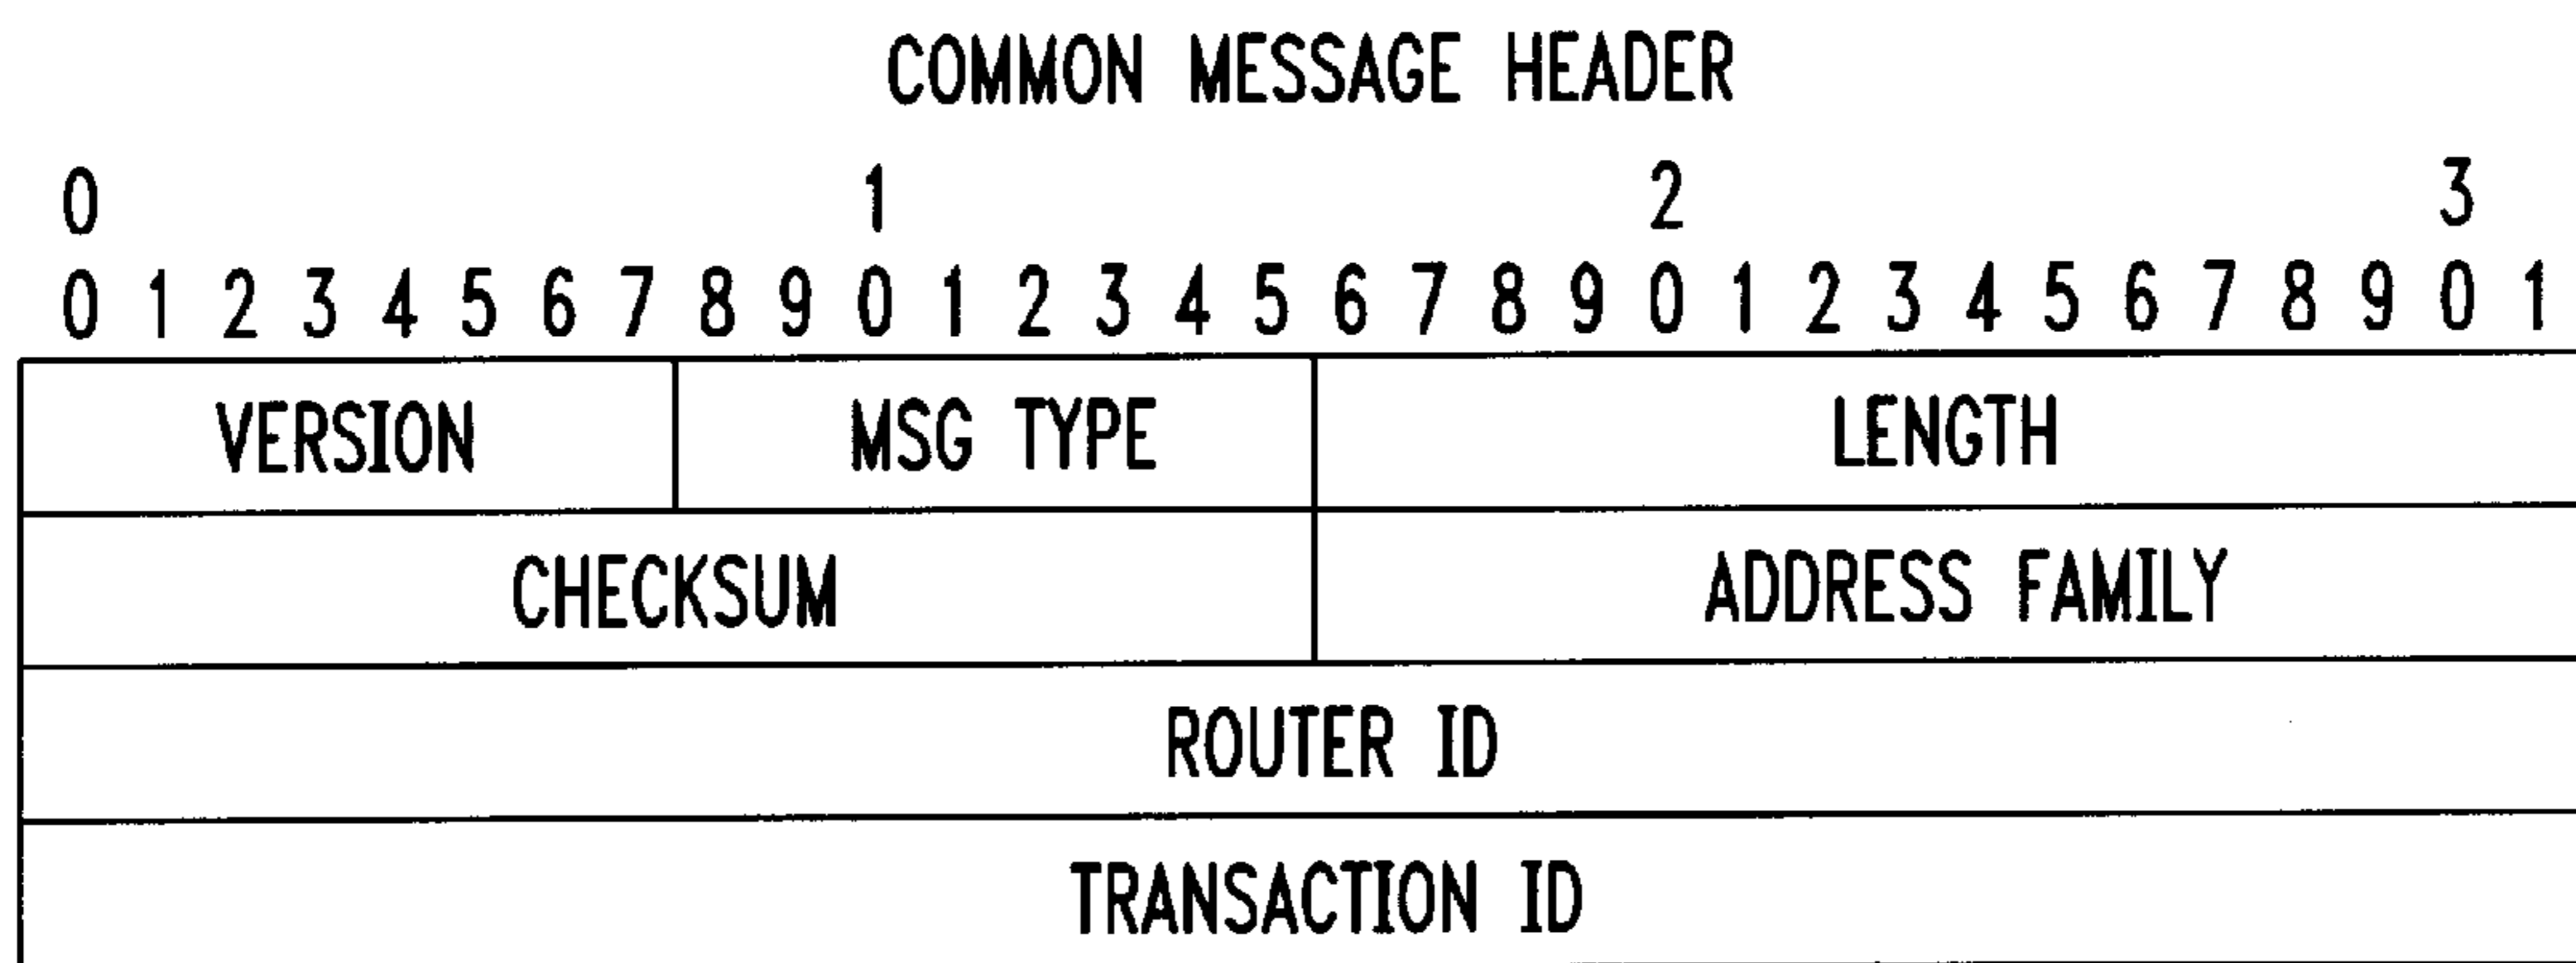 COMMON MESSAGE HEADER
0 1 2 3
0 1 2 3 4 5 6 7 8 9 0 1 2 3 4 5 6 7 8 9 0 1 2 3 4 5 6 7 8 9 0 1
VERSION MSG TYPE LENGTH
CHECKSUM ADDRESS FAMILY
ROUTER ID
TRANSACTION ID